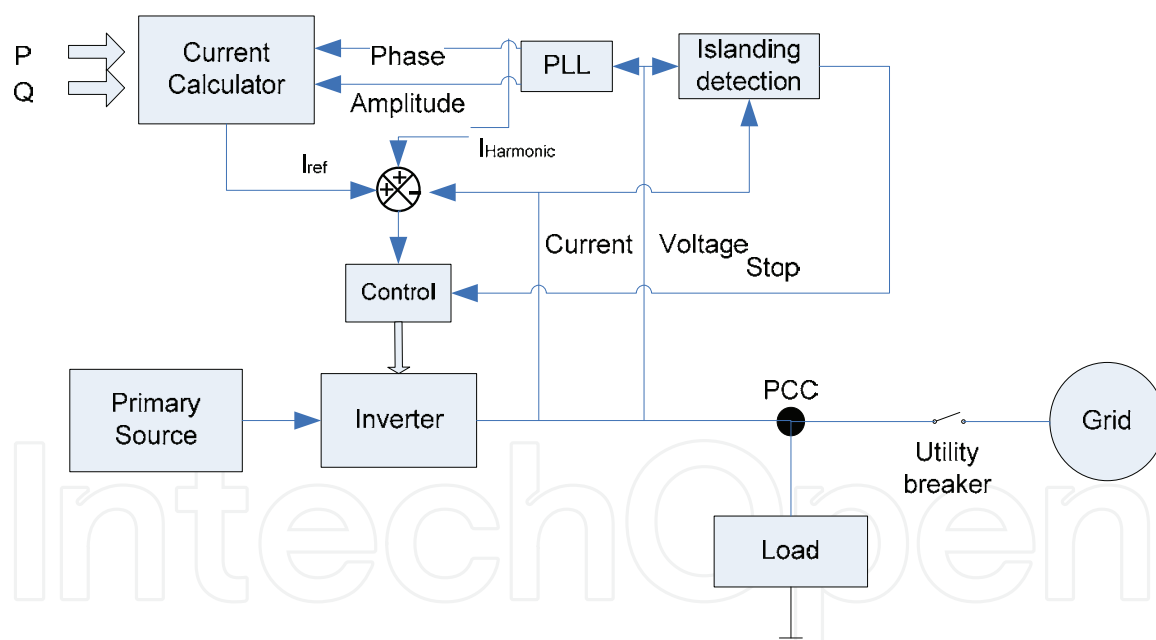 P
Q
Current
Calculator
Phase
Amplitude
PLL
Islanding
detection
Iref
IHarmonic
+
+
-
Current
Voltage
Stop
Control
Primary
Source
Inverter
PCC
Utility
breaker
Grid
Load
IntechOpen